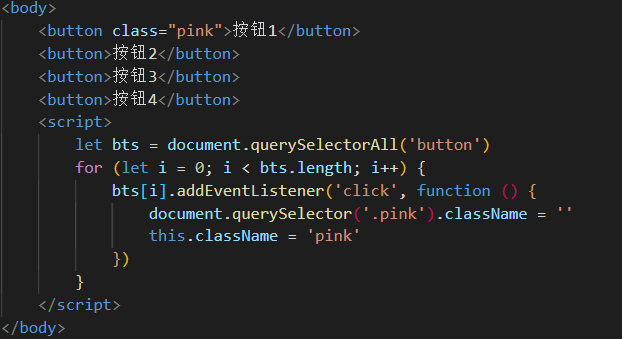 <body>
    <button class="pink">按钮1</button>
    <button>按钮2</button>
    <button>按钮3</button>
    <button>按钮4</button>
    <script>
        let bts = document.querySelectorAll('button')
        for (let i = 0; i < bts.length; i++) {
            bts[i].addEventListener('click', function () {
                document.querySelector('.pink').className = ''
                this.className = 'pink'
            })
        }
    </script>
</body>